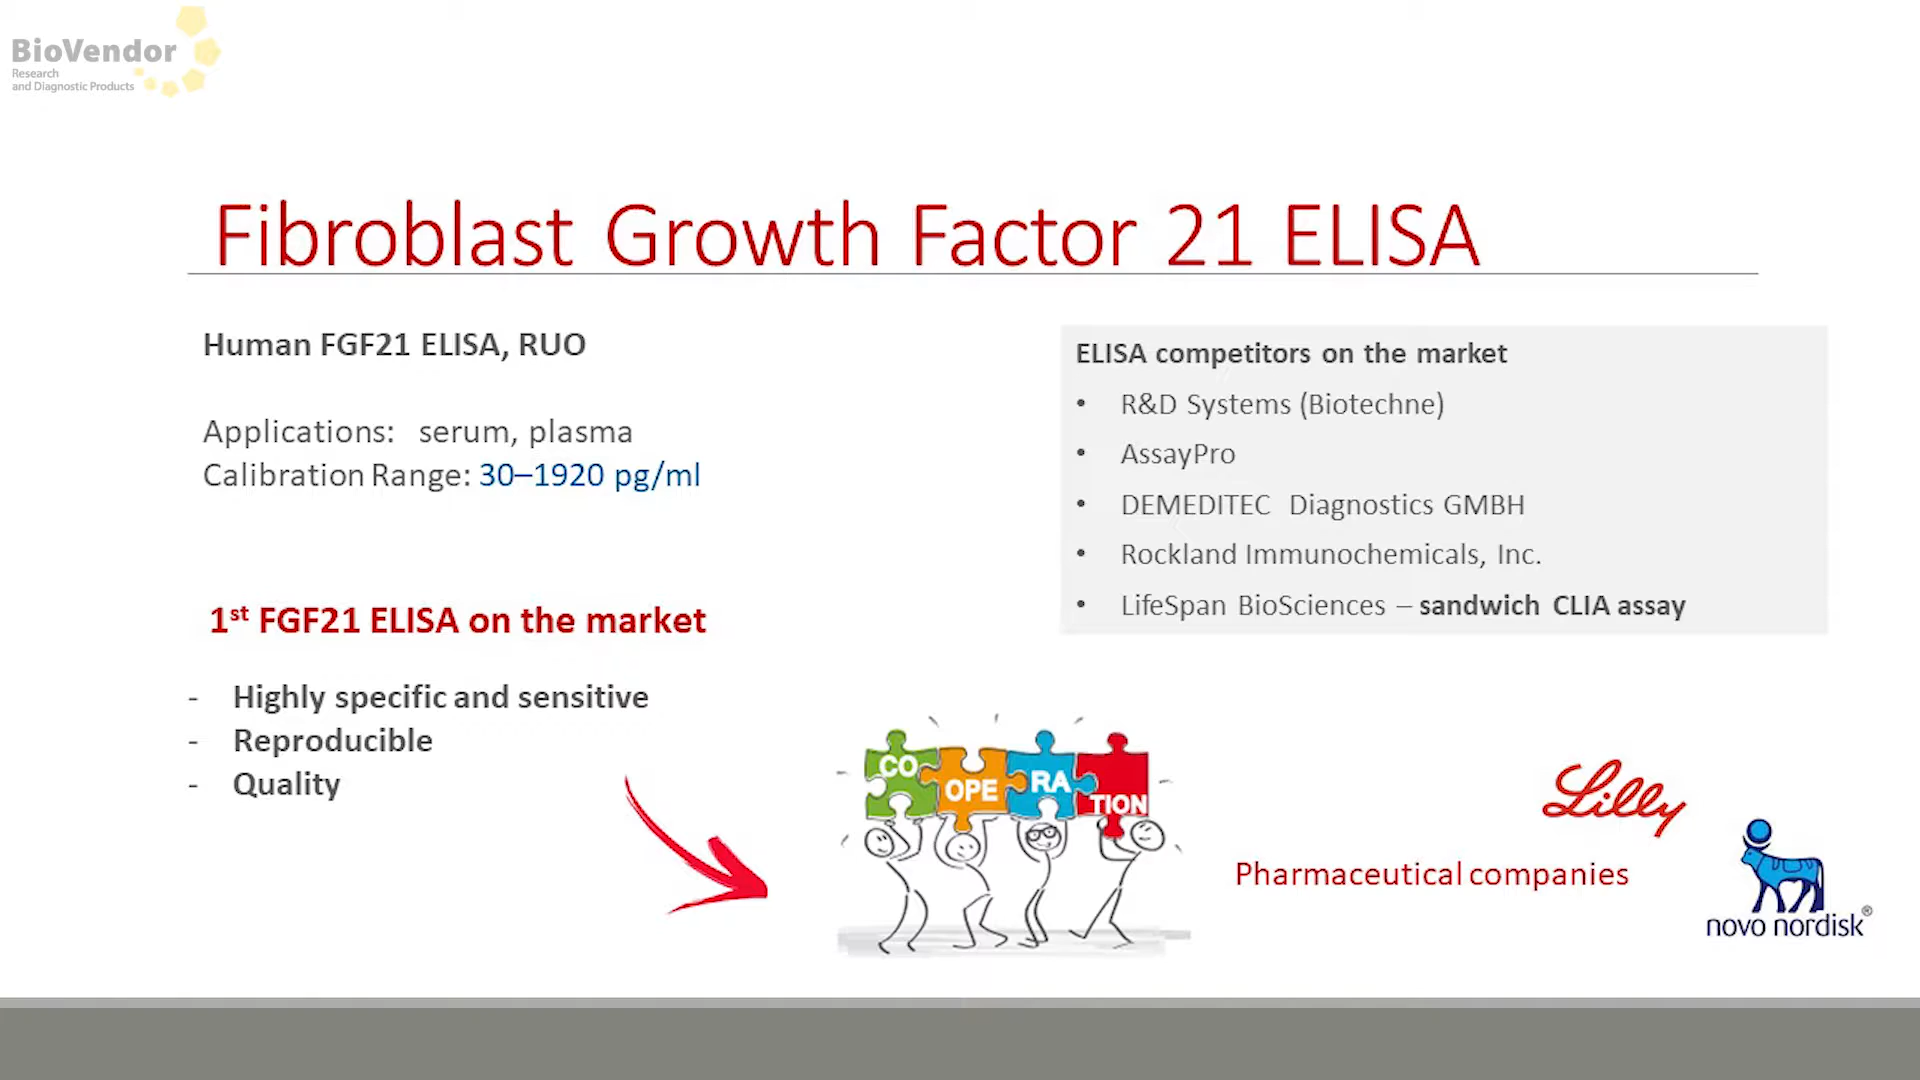 BioVendor
Research
and Diagnostic Products
Fibroblast Growth Factor 21 ELISA
Human FGF21 ELISA, RUO
Applications: serum, plasma
Calibration Range: 30–1920 pg/ml
1st FGF21 ELISA on the market
- Highly specific and sensitive
- Reproducible
- Quality
ELISA competitors on the market
• R&D Systems (Biotechne)
• AssayPro
• DEMEDITEC Diagnostics GMBH
• Rockland Immunochemicals, Inc.
• LifeSpan BioSciences – sandwich CLIA assay
CO OPE RA TION
Lilly
Pharmaceutical companies
novo nordisk®